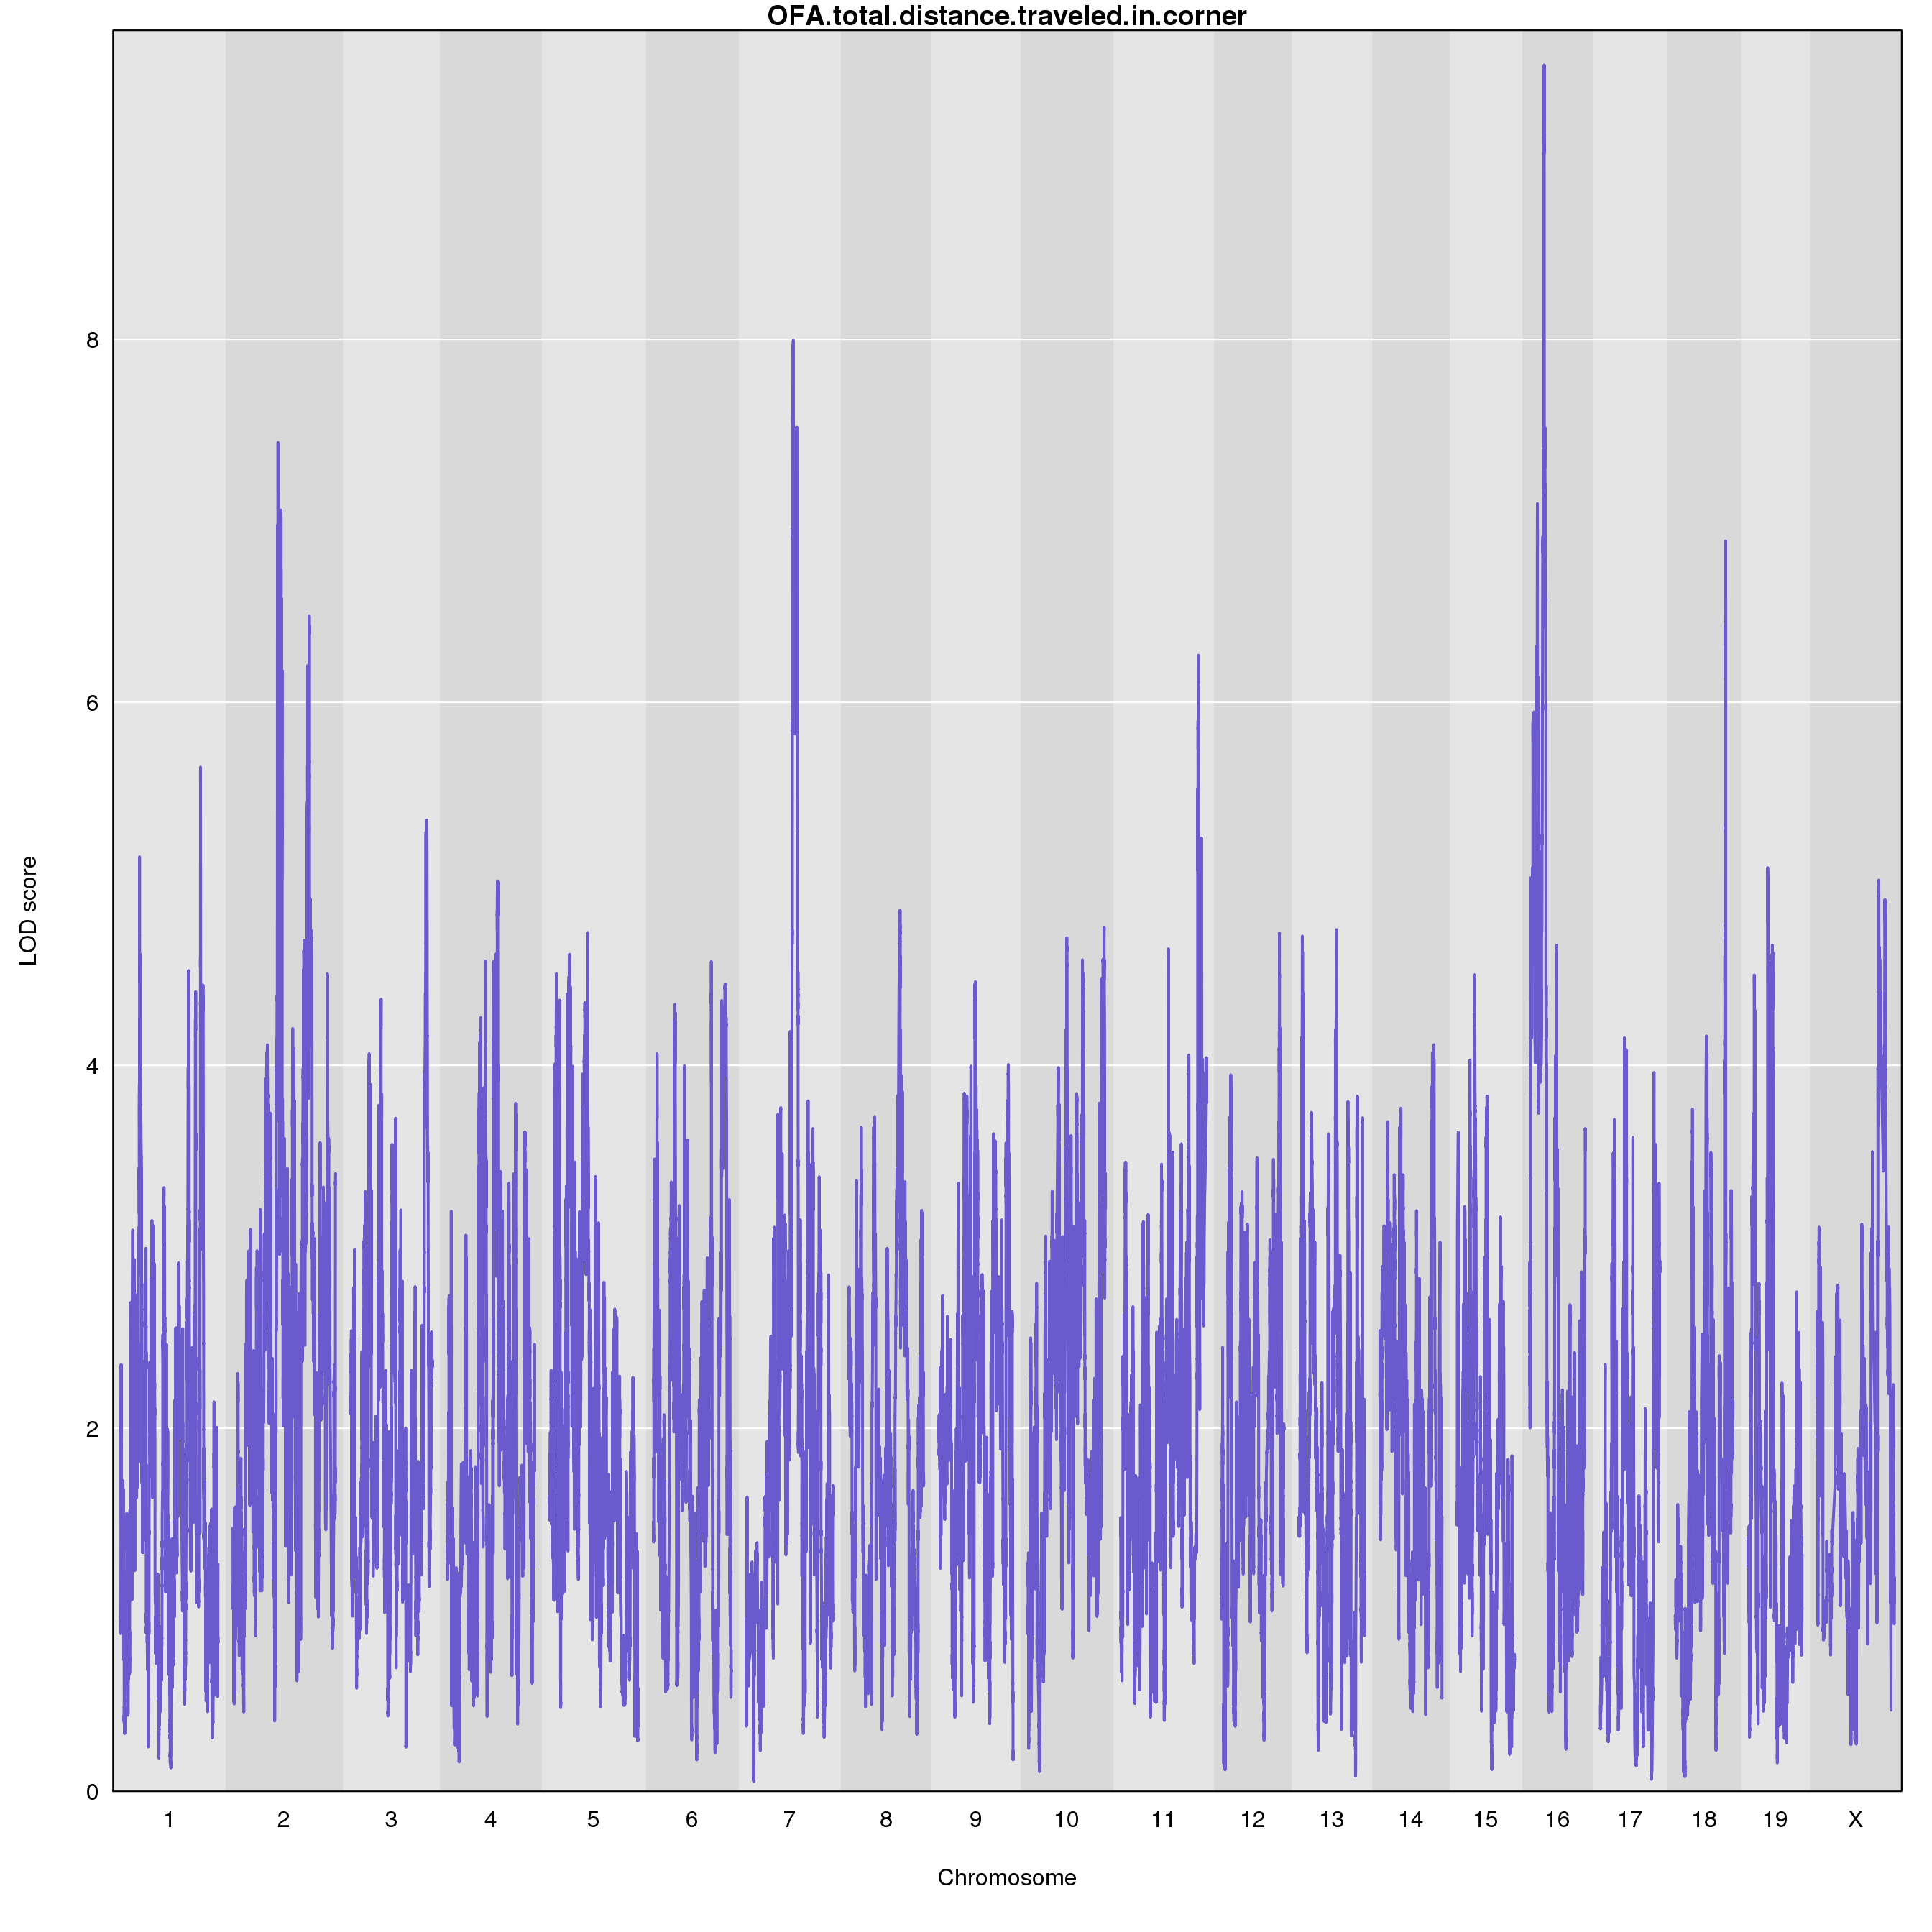 OFA.total.distance.traveled.in.corner
8
6
4
2
0
LOD score
1 2 3 4 5 6 7 8 9 10 11 12 13 14 15 16 17 18 19 X
Chromosome